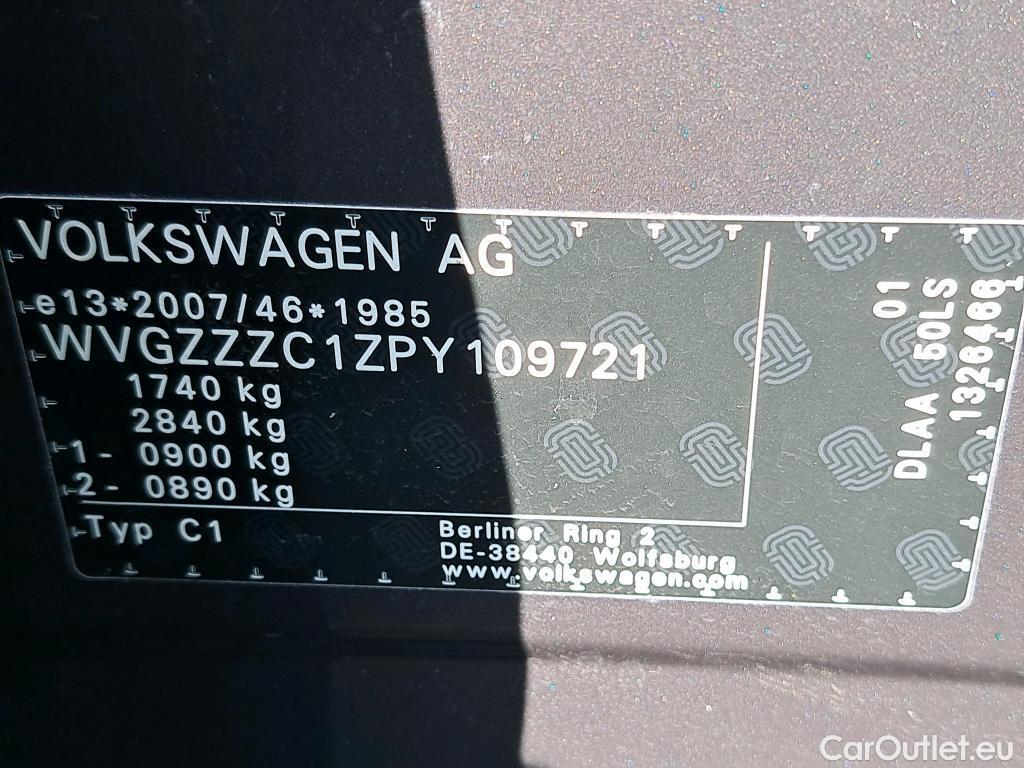 VOLKSWAGEN AG
e13*2007/46*1985
WVGZZZC1ZPY109721
1740 kg
2840 kg
1- 0900 kg
2- 0890 kg
Typ C1
Berliner Ring 2
DE-38440 Wolfsburg
www.volkswagen.com
01
DLAA 50LS
1326466
CarOutlet.eu